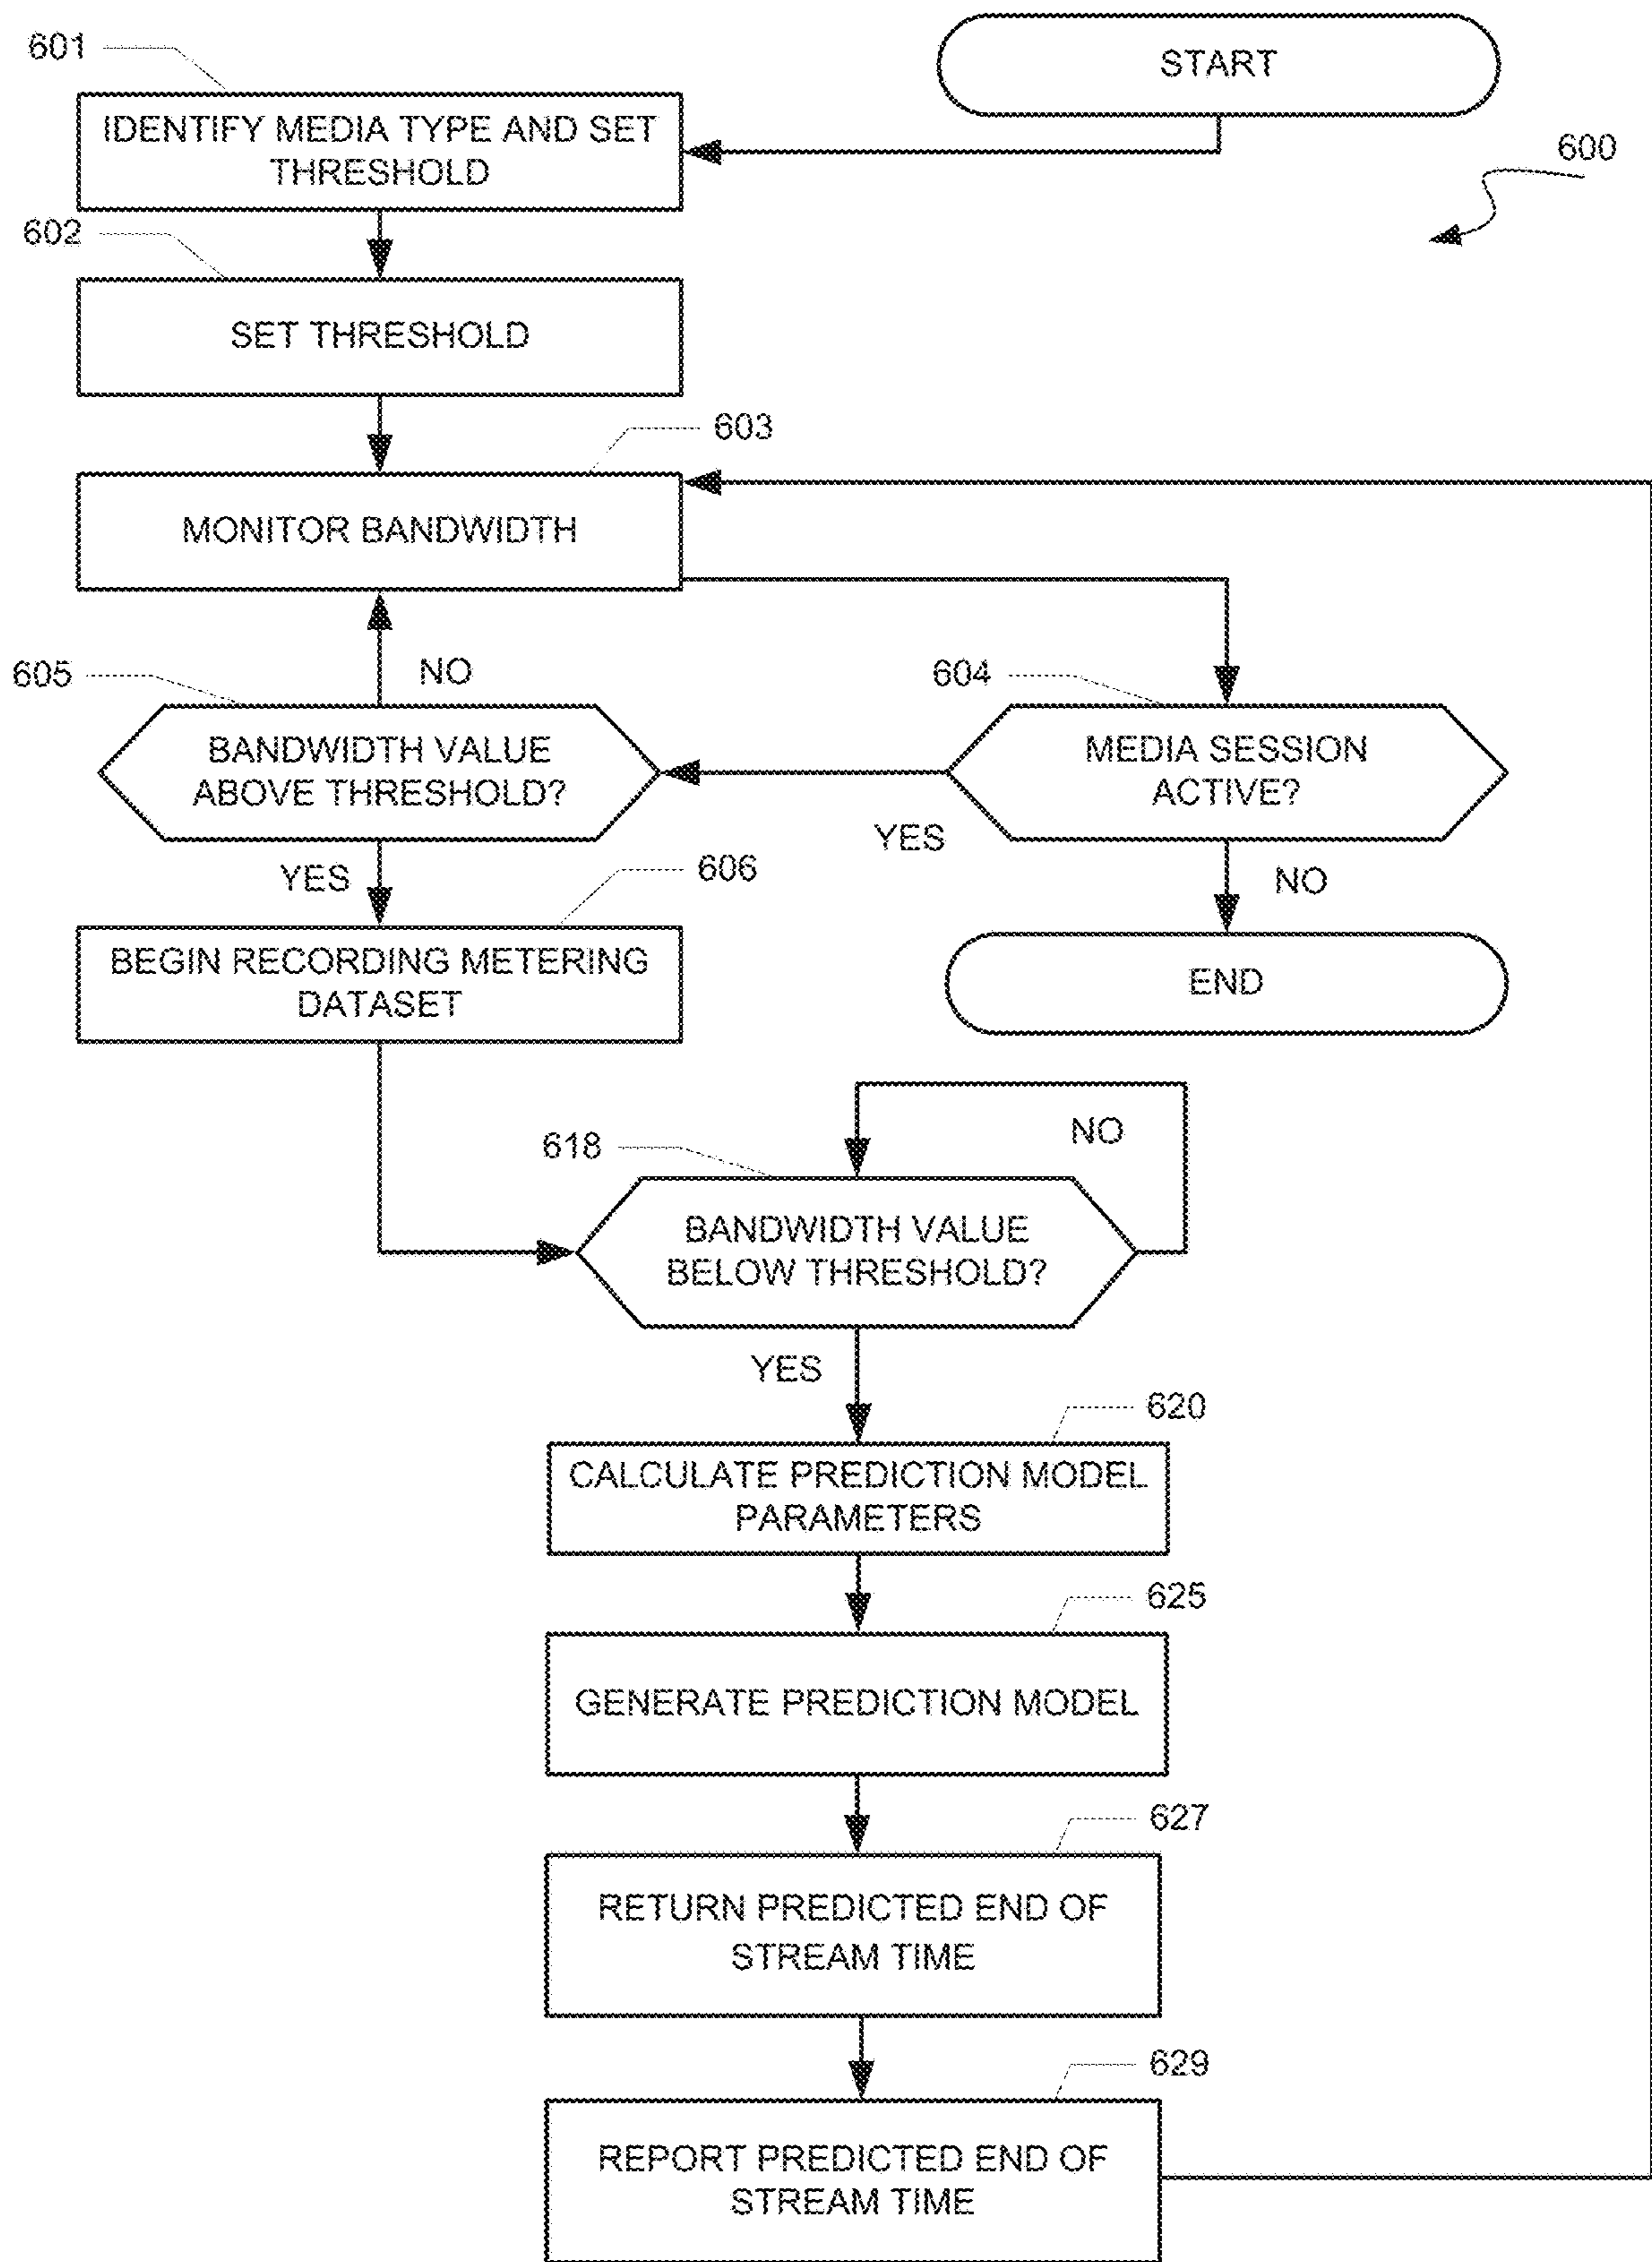 START
601
IDENTIFY MEDIA TYPE AND SET
THRESHOLD
600
602
SET THRESHOLD
603
MONITOR BANDWIDTH
605
NO
604
BANDWIDTH VALUE
ABOVE THRESHOLD?
MEDIA SESSION
ACTIVE?
YES
YES
606
NO
BEGIN RECORDING METERING
DATASET
END
618
NO
BANDWIDTH VALUE
BELOW THRESHOLD?
YES
620
CALCULATE PREDICTION MODEL
PARAMETERS
625
GENERATE PREDICTION MODEL
627
RETURN PREDICTED END OF
STREAM TIME
629
REPORT PREDICTED END OF
STREAM TIME